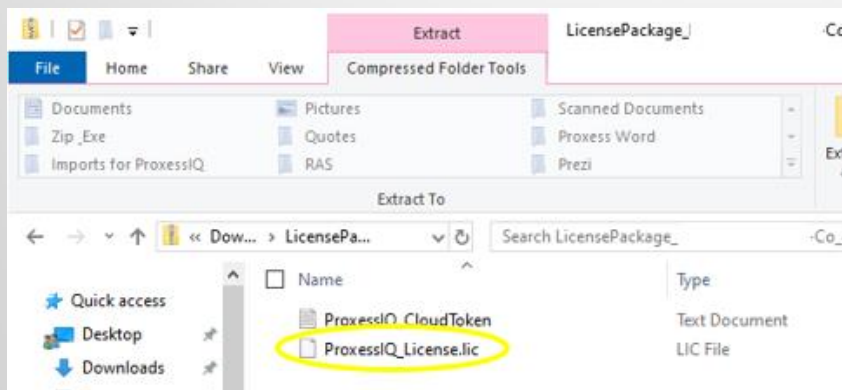 Extract LicensePackage_ -Co
File Home Share View Compressed Folder Tools
Documents Pictures Scanned Documents
Zip_Exe Quotes Proxess Word
Imports for ProxessIQ RAS Prezi
Extract To
« Dow... > LicensePa... Search LicensePackage_ -Co_
Name Type
Quick access
ProxessIQ_CloudToken Text Document
Desktop
ProxessIQ_License.lic LIC File
Downloads